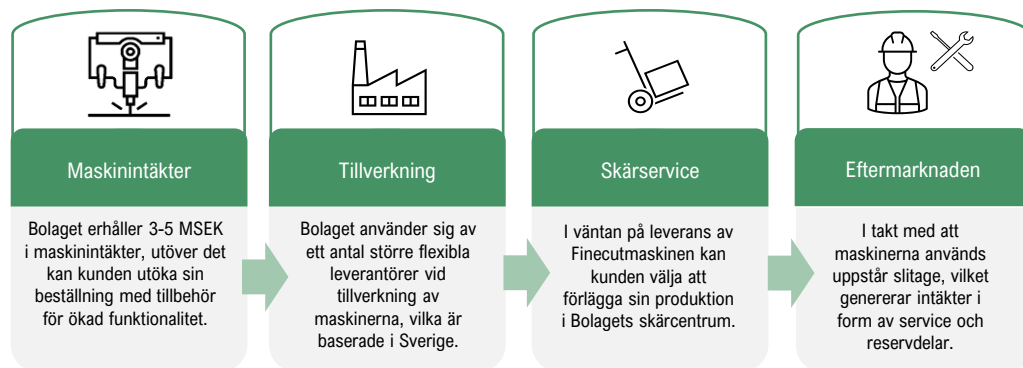 Maskinintäkter
Bolaget erhåller 3-5 MSEK
i maskinintäkter, utöver det
kan kunden utöka sin
beställning med tillbehör
för ökad funktionalitet.
Tillverkning
Bolaget använder sig av
ett antal större flexibla
leverantörer vid
tillverkning av
maskinerna, vilka är
baserade i Sverige.
Skärservice
I väntan på leverans av
Finecutmaskinen kan
kunden välja att
förlägga sin produktion
i Bolagets skärcentrum.
Eftermarknaden
I takt med att
maskinerna används
uppstår slitage, vilket
genererar intäkter i
form av service och
reservdelar.